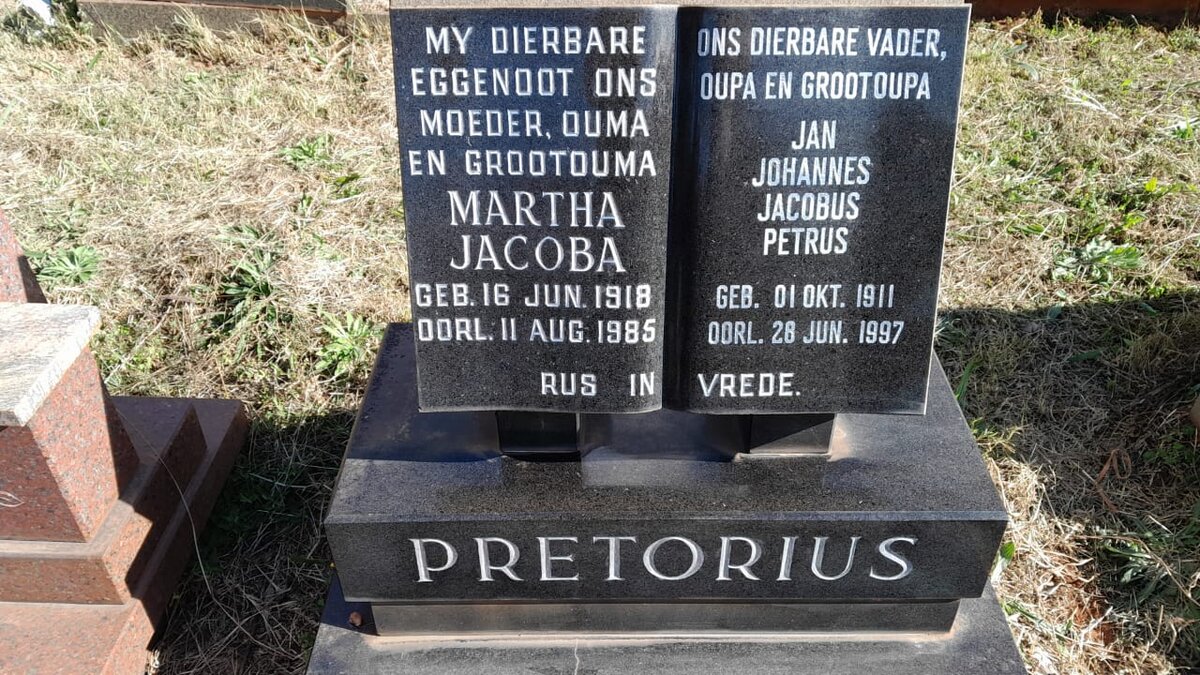 MY DIERBARE
EGGENOOT ONS
MOEDER, OUMA
EN GROOTOUMA
MARTHA
JACOBA
GEB. 16 JUN. 1918
OORL. 11 AUG. 1985
ONS DIERBARE VADER,
OUPA EN GROOTOUPA
JAN
JOHANNES
JACOBUS
PETRUS
GEB. 01 OKT. 1911
OORL. 28 JUN. 1997
RUS IN VREDE.
PRETORIUS